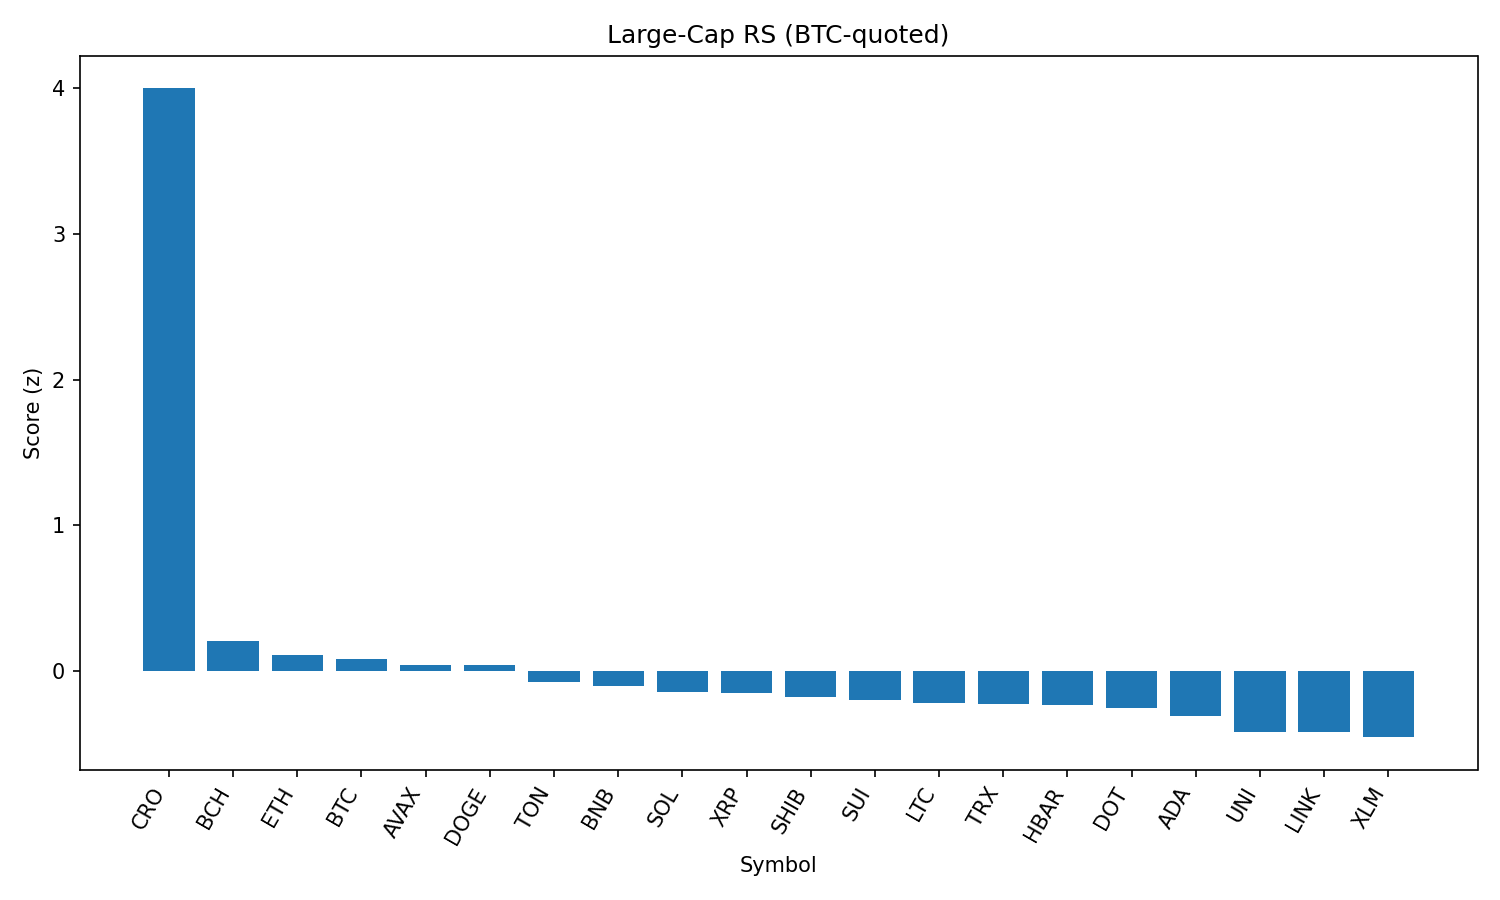 Large-Cap RS (BTC-quoted)
Score (z)
4
3
2
1
0
CRO
BCH
ETH
BTC
AVAX
DOGE
TON
BNB
SOL
XRP
SHIB
SUI
LTC
TRX
HBAR
DOT
ADA
UNI
LINK
XLM
Symbol